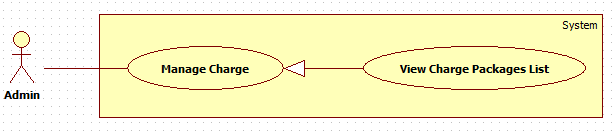 System
Manage Charge
View Charge Packages List
Admin